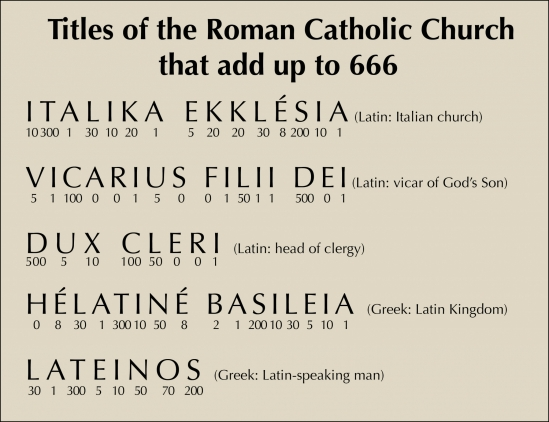 Titles of the Roman Catholic Church
that add up to 666
ITALIKA EKKLÉSIA (Latin: Italian church)
10 300 1 30 10 20 1 5 20 20 30 8 200 10 1
VICARIUS FILII DEI (Latin: vicar of God's Son)
5 1 100 0 0 1 5 0 0 1 50 1 1 500 0 1
DUX CLERI (Latin: head of clergy)
500 5 10 100 50 0 0 1
HÉLATINÉ BASILEIA (Greek: Latin Kingdom)
0 8 30 1 300 10 50 8 2 1 200 10 30 5 10 1
LATEINOS (Greek: Latin-speaking man)
30 1 300 5 10 50 70 200